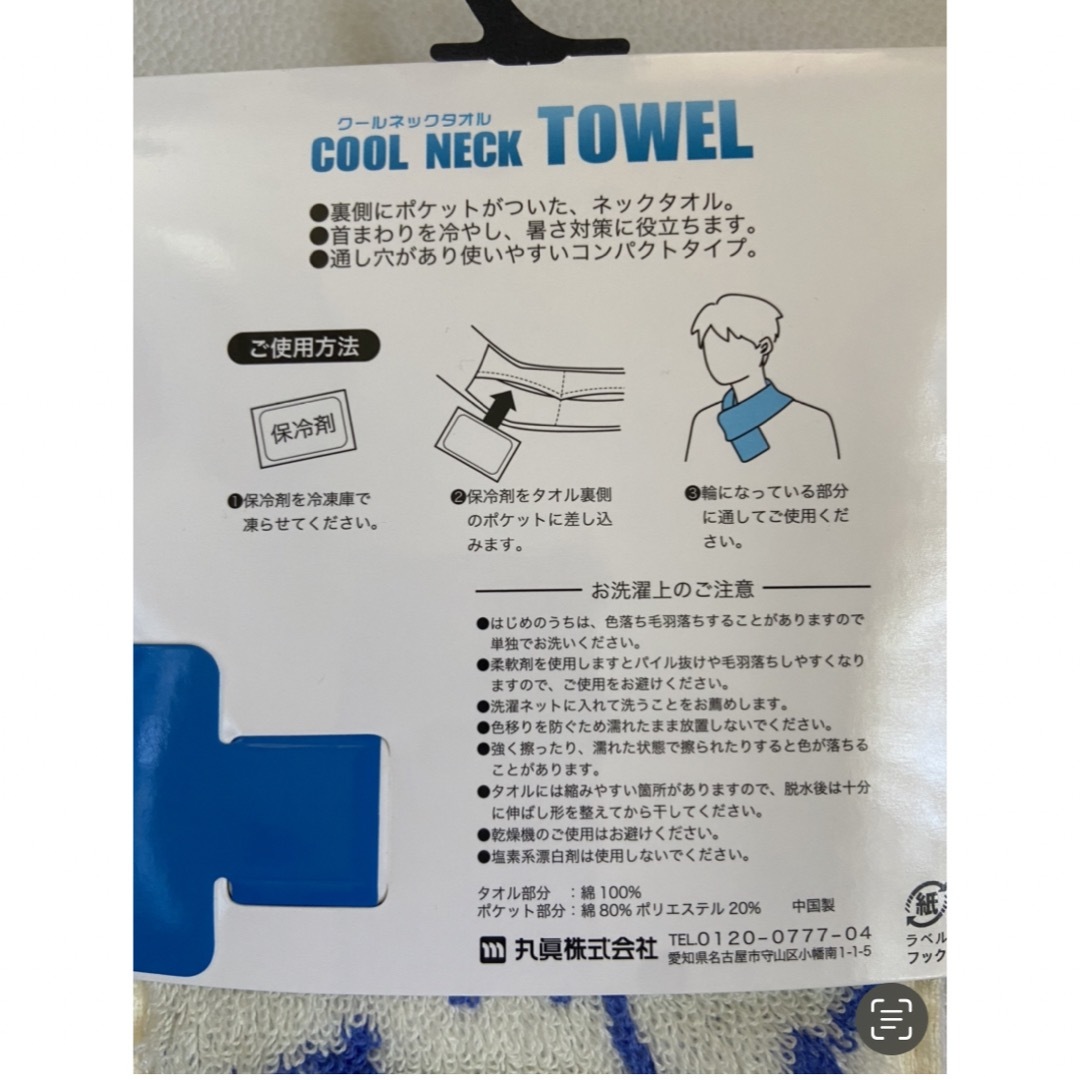 クールネックタオル
COOL NECK TOWEL
●裏側にポケットがついた、ネックタオル。
●首まわりを冷やし、暑さ対策に役立ちます。
●通し穴があり使いやすいコンパクトタイプ。
ご使用方法
保冷剤
❶保冷剤を冷凍庫で
凍らせてください。
❷保冷剤をタオル裏側
のポケットに差し込
みます。
❸輪になっている部分
に通してご使用くだ
さい。
お洗濯上のご注意
●はじめのうちは、色落ち毛羽落ちすることがありますので
単独でお洗いください。
●柔軟剤を使用しますとパイル抜けや毛羽落ちしやすくなり
ますので、ご使用をお避けください。
●洗濯ネットに入れて洗うことをお薦めします。
●色移りを防ぐため濡れたまま放置しないでください。
●強く擦ったり、濡れた状態で擦られたりすると色が落ちる
ことがあります。
●タオルには縮みやすい箇所がありますので、脱水後は十分
に伸ばし形を整えてから干してください。
●乾燥機のご使用はお避けください。
●塩素系漂白剤は使用しないでください。
タオル部分　：綿100%
ポケット部分：綿80% ポリエステル20%　中国製
丸眞株式会社 TEL.0120-0777-04
愛知県名古屋市守山区小幡南1-1-5
紙
ラベル
フック